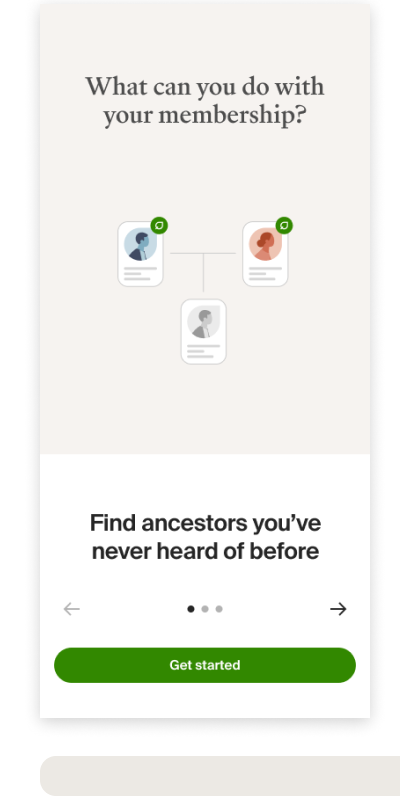 What can you do with
your membership?
Find ancestors you’ve
never heard of before
Get started